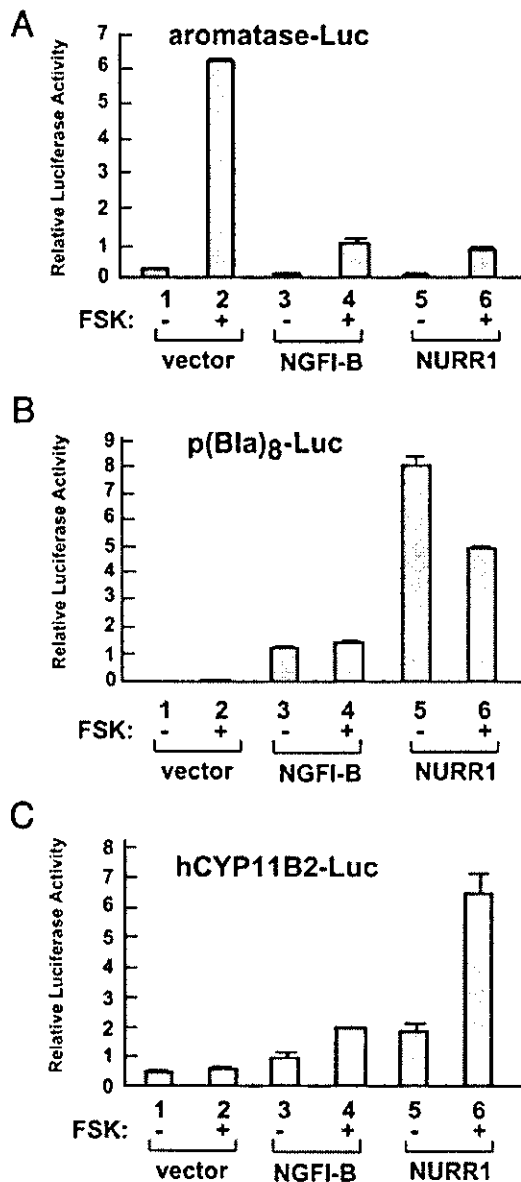 A
aromatase-Luc
Relative Luciferase Activity
7
6
5
4
3
2
1
0
1 2 3 4 5 6
FSK: - + - + - +
vector NGFI-B NURR1
B
p(Bla)8-Luc
Relative Luciferase Activity
9
8
7
6
5
4
3
2
1
0
1 2 3 4 5 6
FSK: - + - + - +
vector NGFI-B NURR1
C
hCYP11B2-Luc
Relative Luciferase Activity
8
7
6
5
4
3
2
1
0
1 2 3 4 5 6
FSK: - + - + - +
vector NGFI-B NURR1